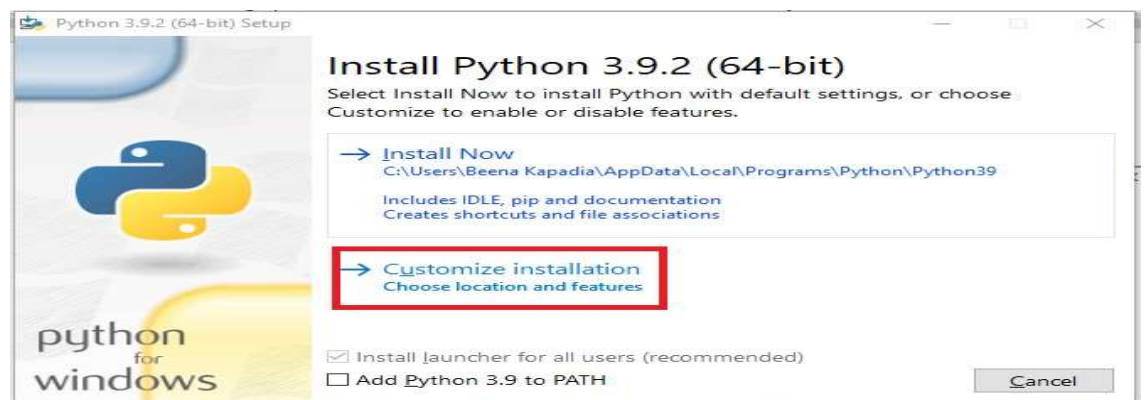 Python 3.9.2 (64-bit) Setup
Install Python 3.9.2 (64-bit)
Select Install Now to install Python with default settings, or choose
Customize to enable or disable features.
→ Install Now
C:\Users\Beena Kapadia\AppData\Local\Programs\Python\Python39
Includes IDLE, pip and documentation
Creates shortcuts and file associations
→ Customize installation
Choose location and features
python
for
windows
Install launcher for all users (recommended)
Add Python 3.9 to PATH
Cancel